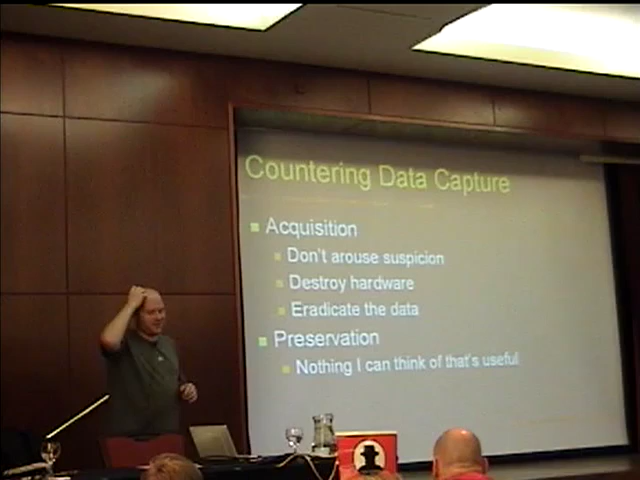 Countering Data Capture
Acquisition
Don't arouse suspicion
Destroy hardware
Eradicate the data
Preservation
Nothing I can think of that's useful